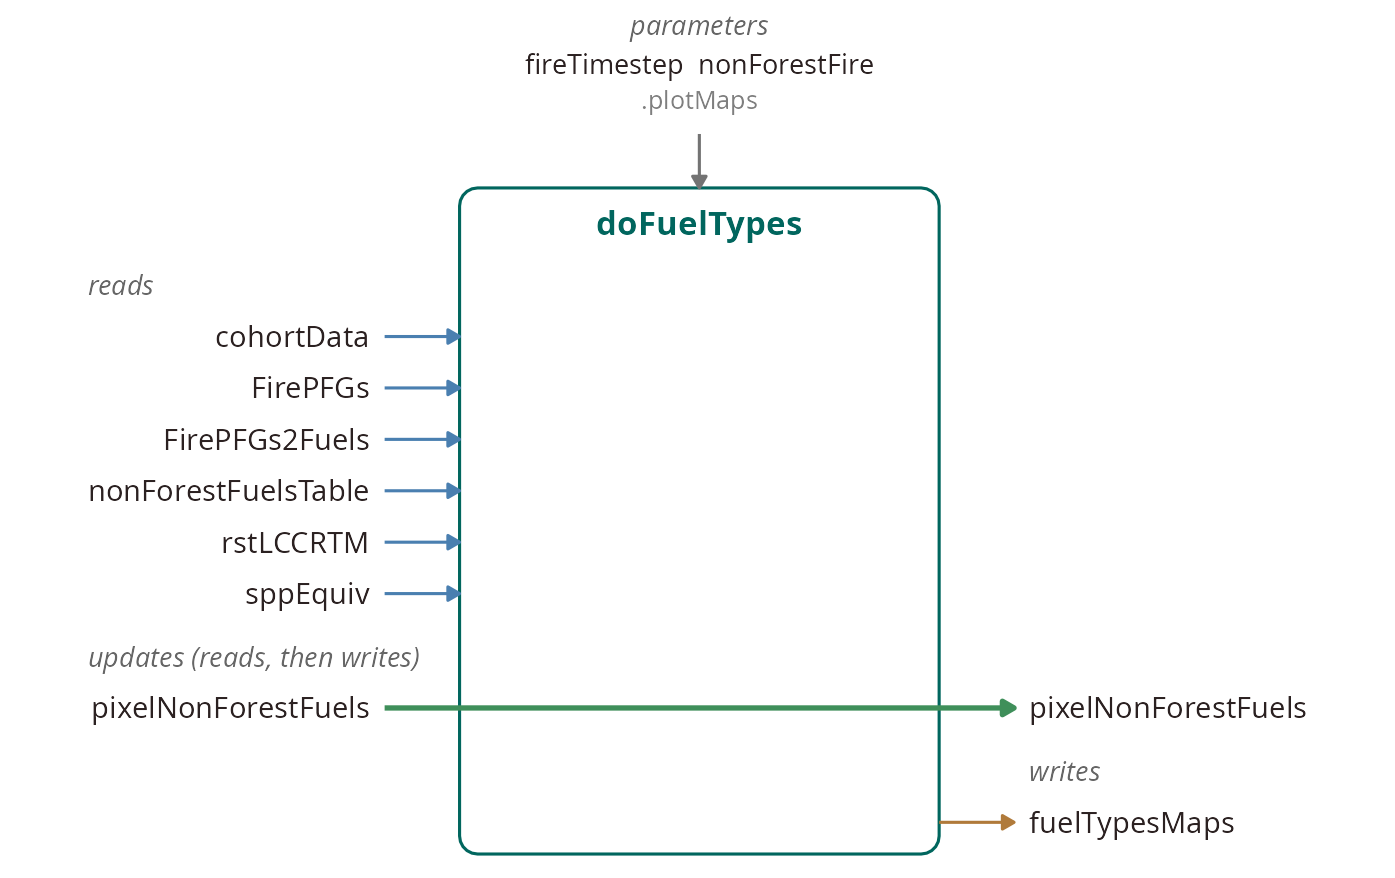 parameters
fireTimestep nonForestFire
.plotMaps
doFuelTypes
reads
cohortData
FirePFGs
FirePFGs2Fuels
nonForestFuelsTable
rstLCCRTM
sppEquiv
updates (reads, then writes)
pixelNonForestFuels
pixelNonForestFuels
writes
fuelTypesMaps